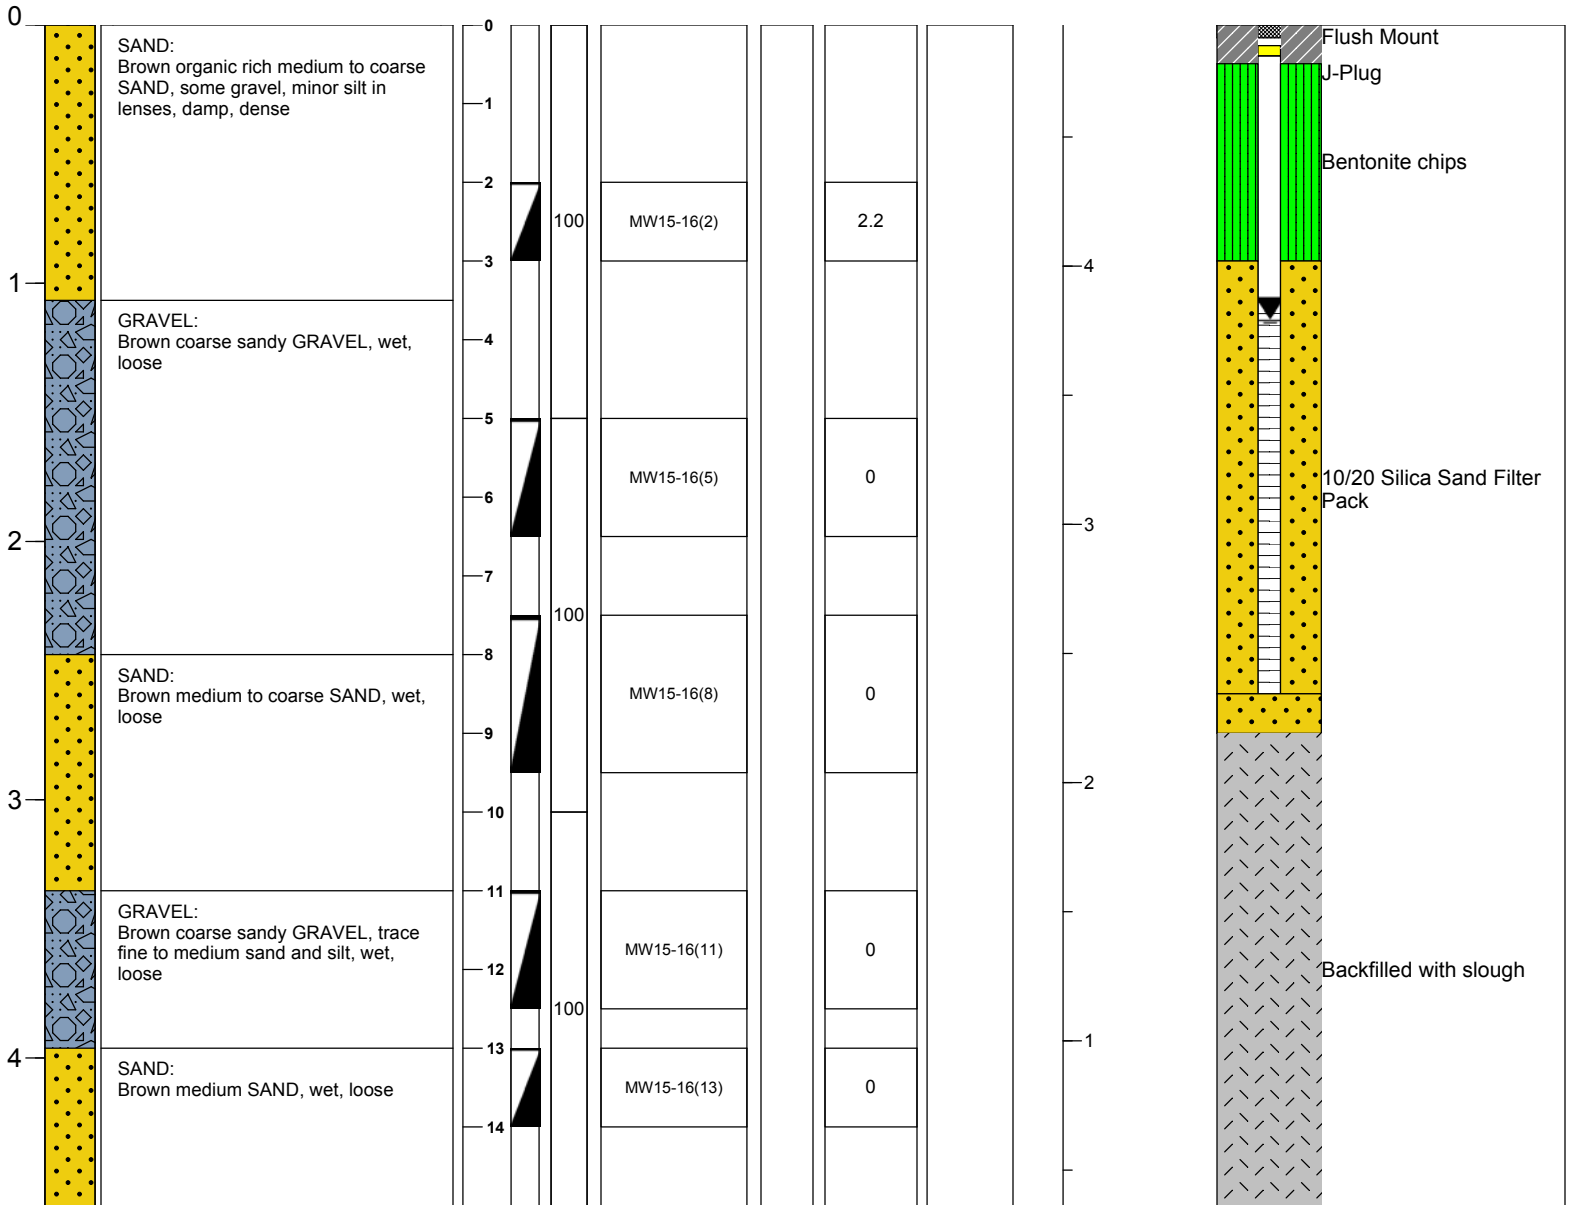 0
SAND:
Brown organic rich medium to coarse
SAND, some gravel, minor silt in
lenses, damp, dense
1
GRAVEL:
Brown coarse sandy GRAVEL, wet,
loose
2
SAND:
Brown medium to coarse SAND, wet,
loose
3
GRAVEL:
Brown coarse sandy GRAVEL, trace
fine to medium sand and silt, wet,
loose
4
SAND:
Brown medium SAND, wet, loose
0
1
2
3
4
5
6
7
8
9
10
11
12
13
14
100
100
100
MW15-16(2)
MW15-16(5)
MW15-16(8)
MW15-16(11)
MW15-16(13)
2.2
0
0
0
0
4
3
2
1
Flush Mount
J-Plug
Bentonite chips
10/20 Silica Sand Filter
Pack
Backfilled with slough